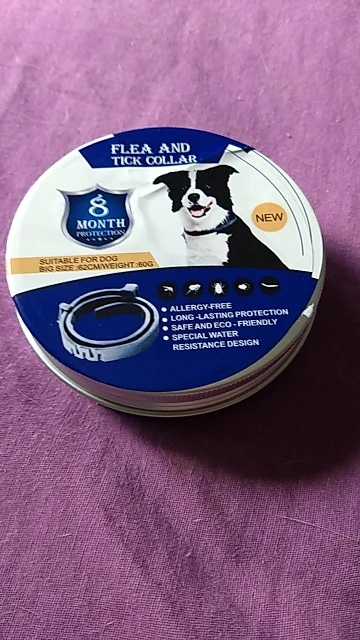 FLEA AND
TICK COLLAR
8
MONTH
PROTECTION
NEW
SUITABLE FOR DOG
BIG SIZE:62CM/WEIGHT:60G
ALLERGY-FREE
LONG -LASTING PROTECTION
SAFE AND ECO - FRIENDLY
SPECIAL WATER
RESISTANCE DESIGN